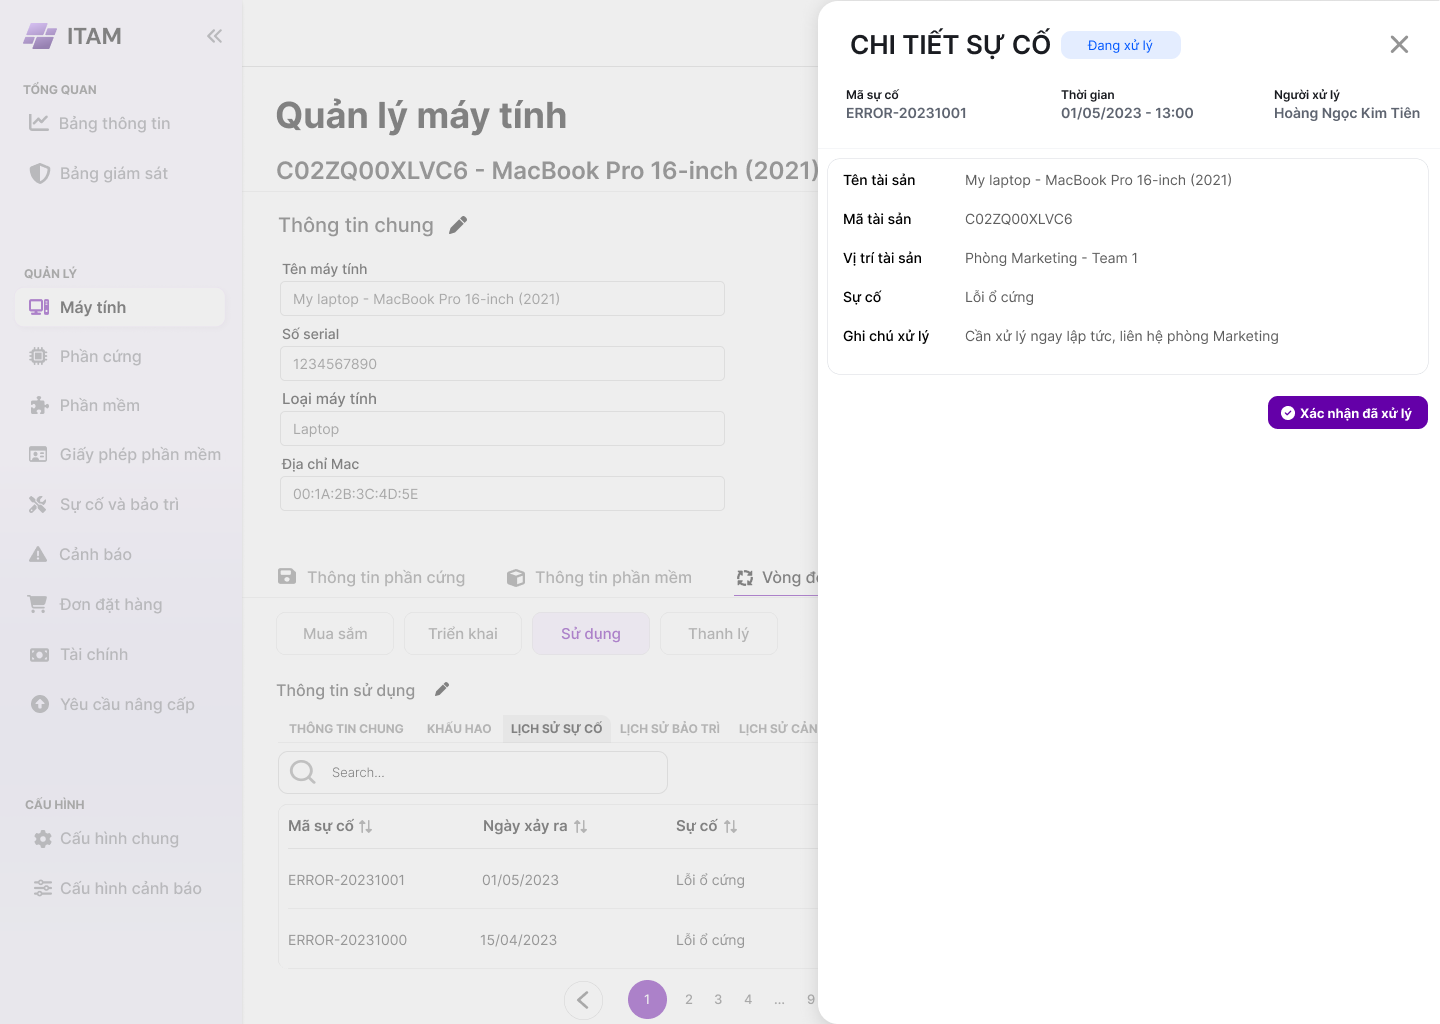 ITAM
TỔNG QUAN
Bảng thông tin
Bảng giám sát
QUẢN LÝ
Máy tính
Phần cứng
Phần mềm
Giấy phép phần mềm
Sự cố và bảo trì
Cảnh báo
Đơn đặt hàng
Tài chính
Yêu cầu nâng cấp
CẤU HÌNH
Cấu hình chung
Cấu hình cảnh báo
Quản lý máy tính
C02ZQ00XLVC6 - MacBook Pro 16-inch (2021)
Thông tin chung
Tên máy tính
My laptop - MacBook Pro 16-inch (2021)
Số serial
1234567890
Loại máy tính
Laptop
Địa chỉ Mac
00:1A:2B:3C:4D:5E
Thông tin phần cứng Thông tin phần mềm Vòng
Mua sắm Triển khai Sử dụng Thanh lý
Thông tin sử dụng
THÔNG TIN CHUNG KHẤU HAO LỊCH SỬ SỰ CỐ LỊCH SỬ BẢO TRÌ LỊCH SỬ
Search...
Mã sự cố Ngày xảy ra Sự cố
ERROR-20231001 01/05/2023 Lỗi ổ cứng
ERROR-20231000 15/04/2023 Lỗi ổ cứng
1 2 3 4 ... 9
CHI TIẾT SỰ CỐ Đang xử lý
Mã sự cố Thời gian Người xử lý
ERROR-20231001 01/05/2023 - 13:00 Hoàng Ngọc Kim Tiên
Tên tài sản My laptop - MacBook Pro 16-inch (2021)
Mã tài sản C02ZQ00XLVC6
Vị trí tài sản Phòng Marketing - Team 1
Sự cố Lỗi ổ cứng
Ghi chú xử lý Cần xử lý ngay lập tức, liên hệ phòng Marketing
Xác nhận đã xử lý